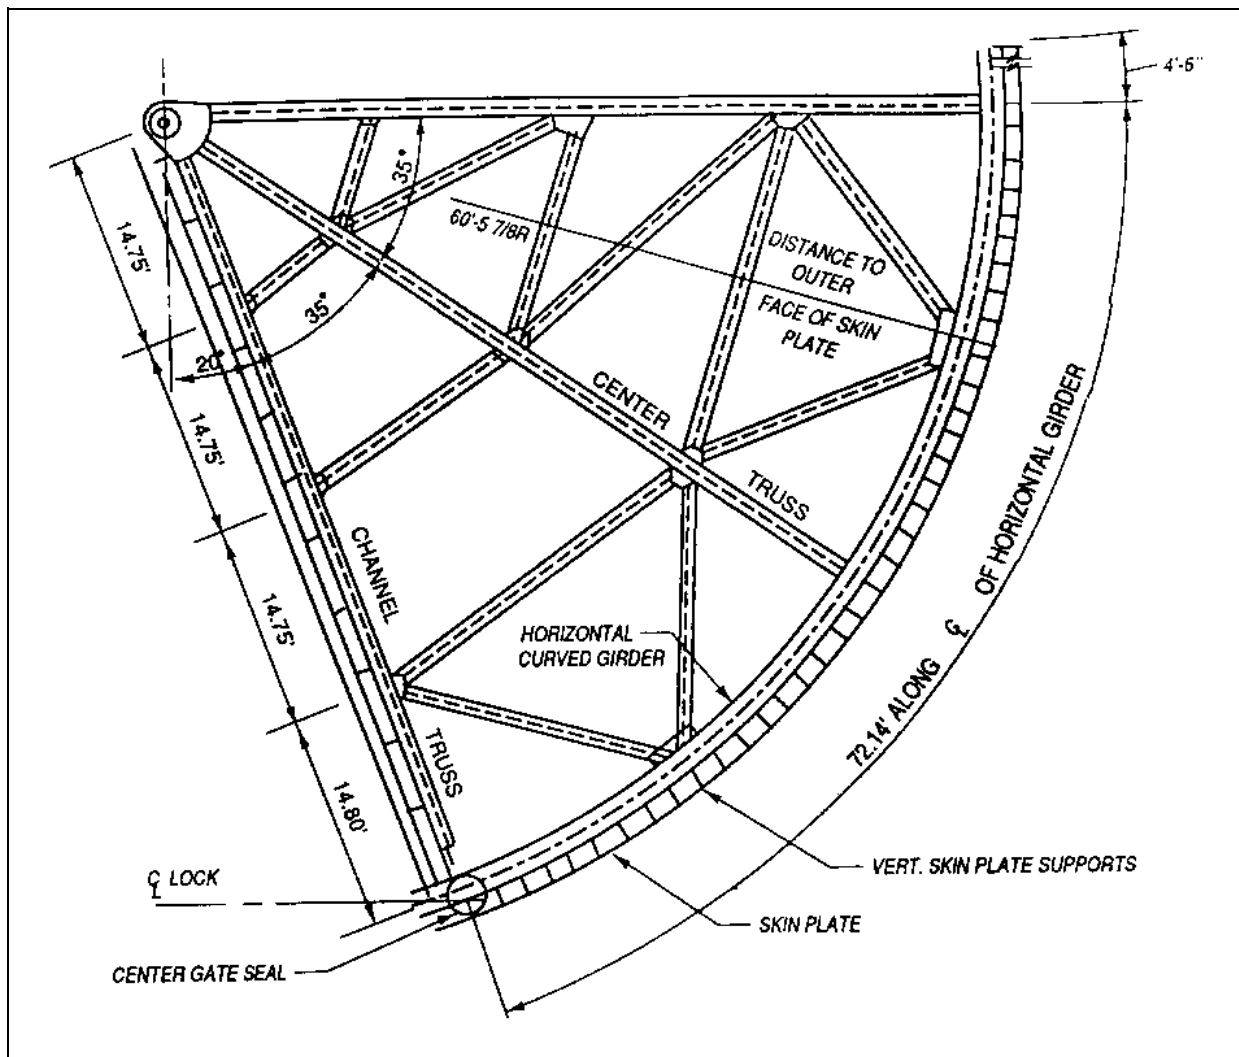 4'-6"
35°
60'-5 7/8R
DISTANCE TO
OUTER
FACE OF SKIN
PLATE
14.75'
35°
20°
CENTER
TRUSS
14.75'
CHANNEL
TRUSS
14.75'
HORIZONTAL
CURVED GIRDER
72.14' ALONG ℄ OF HORIZONTAL GIRDER
14.80'
℄ LOCK
VERT. SKIN PLATE SUPPORTS
SKIN PLATE
CENTER GATE SEAL